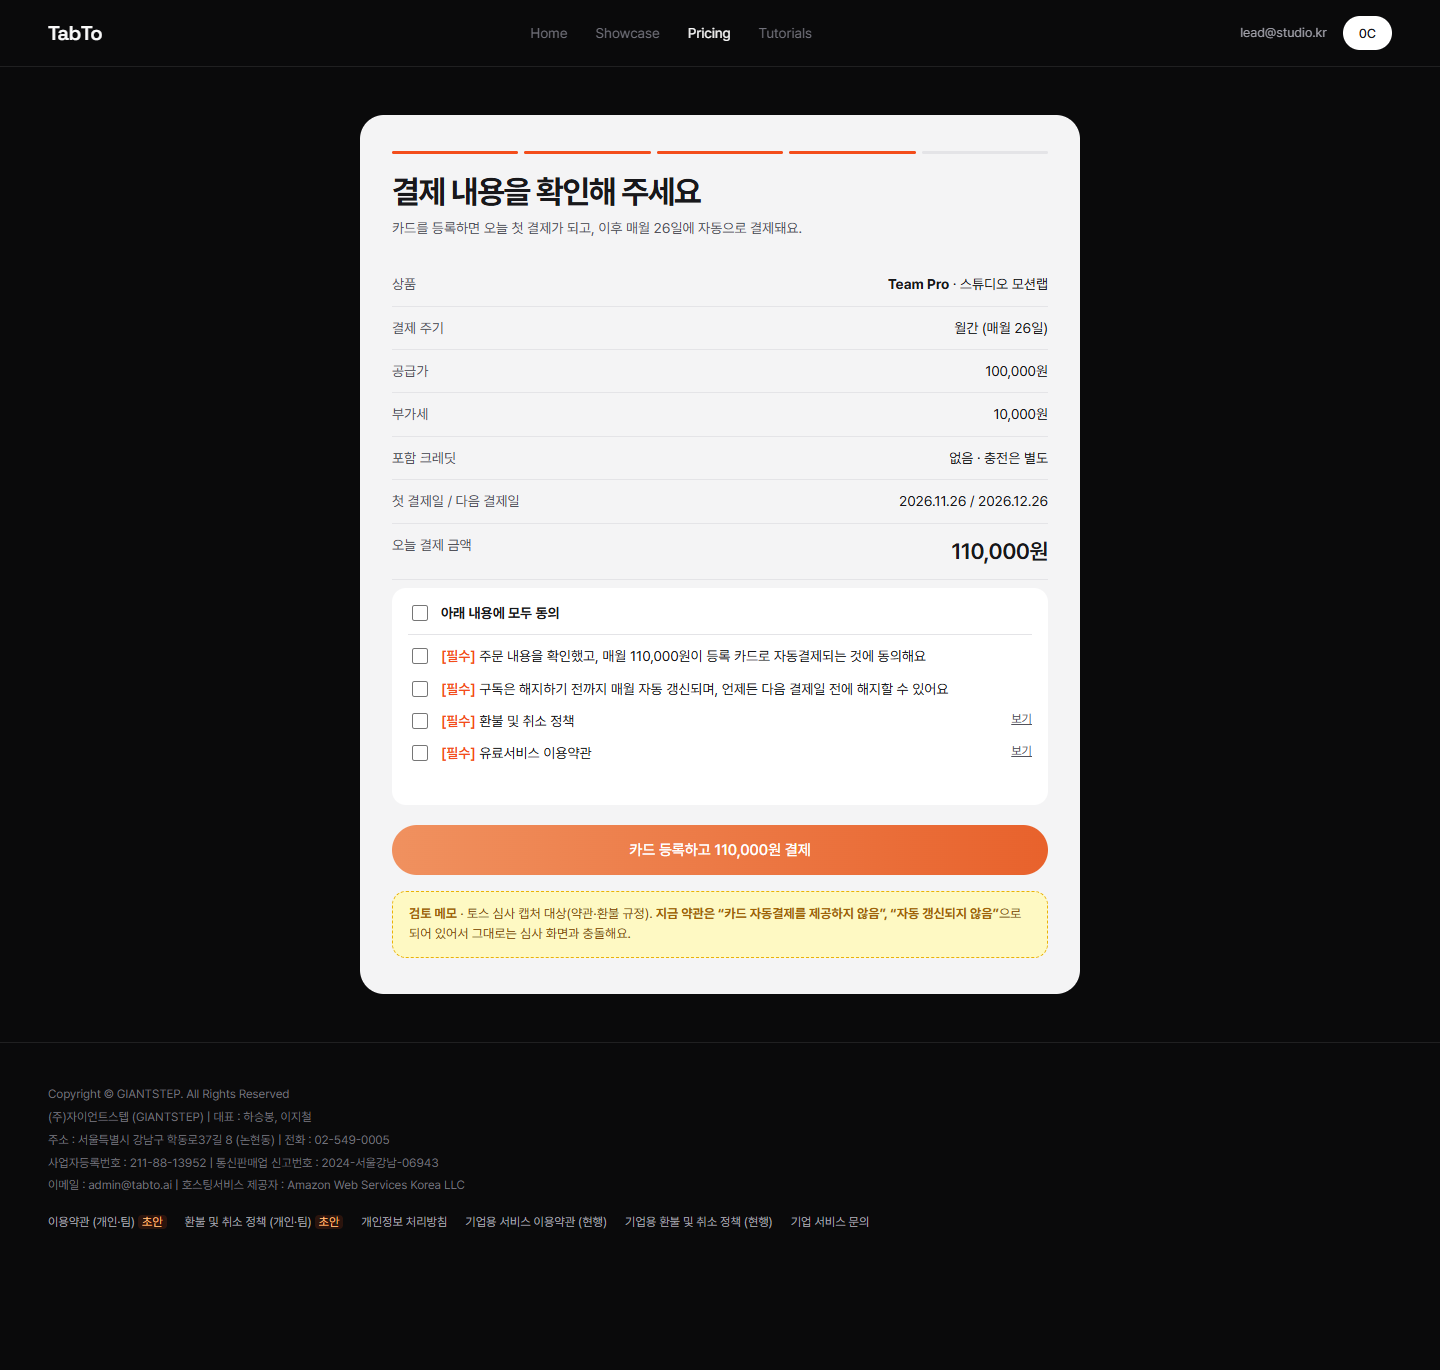 TabTo
Home Showcase Pricing Tutorials
lead@studio.kr 0C
결제 내용을 확인해 주세요
카드를 등록하면 오늘 첫 결제가 되고, 이후 매월 26일에 자동으로 결제돼요.
상품 Team Pro · 스튜디오 모션랩
결제 주기 월간 (매월 26일)
공급가 100,000원
부가세 10,000원
포함 크레딧 없음 · 충전은 별도
첫 결제일 / 다음 결제일 2026.11.26 / 2026.12.26
오늘 결제 금액 110,000원
아래 내용에 모두 동의
[필수] 주문 내용을 확인했고, 매월 110,000원이 등록 카드로 자동결제되는 것에 동의해요
[필수] 구독은 해지하기 전까지 매월 자동 갱신되며, 언제든 다음 결제일 전에 해지할 수 있어요
[필수] 환불 및 취소 정책 보기
[필수] 유료서비스 이용약관 보기
카드 등록하고 110,000원 결제
검토 메모 · 토스 심사 캡처 대상(약관·환불 규정). 지금 약관은 “카드 자동결제를 제공하지 않음”, “자동 갱신되지 않음”으로
되어 있어서 그대로는 심사 화면과 충돌해요.
Copyright © GIANTSTEP. All Rights Reserved
(주)자이언트스텝 (GIANTSTEP) | 대표 : 하승봉, 이지철
주소 : 서울특별시 강남구 학동로37길 8 (논현동) | 전화 : 02-549-0005
사업자등록번호 : 211-88-13952 | 통신판매업 신고번호 : 2024-서울강남-06943
이메일 : admin@tabto.ai | 호스팅서비스 제공자 : Amazon Web Services Korea LLC
이용약관 (개인·팀) 초안 환불 및 취소 정책 (개인·팀) 초안 개인정보 처리방침 기업용 서비스 이용약관 (현행) 기업용 환불 및 취소 정책 (현행) 기업 서비스 문의